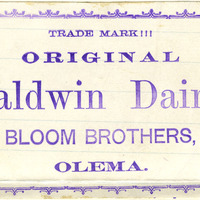 TRADE MARK!!!
ORIGINAL
aldwin Dair
BLOOM BROTHERS,
OLEMA.